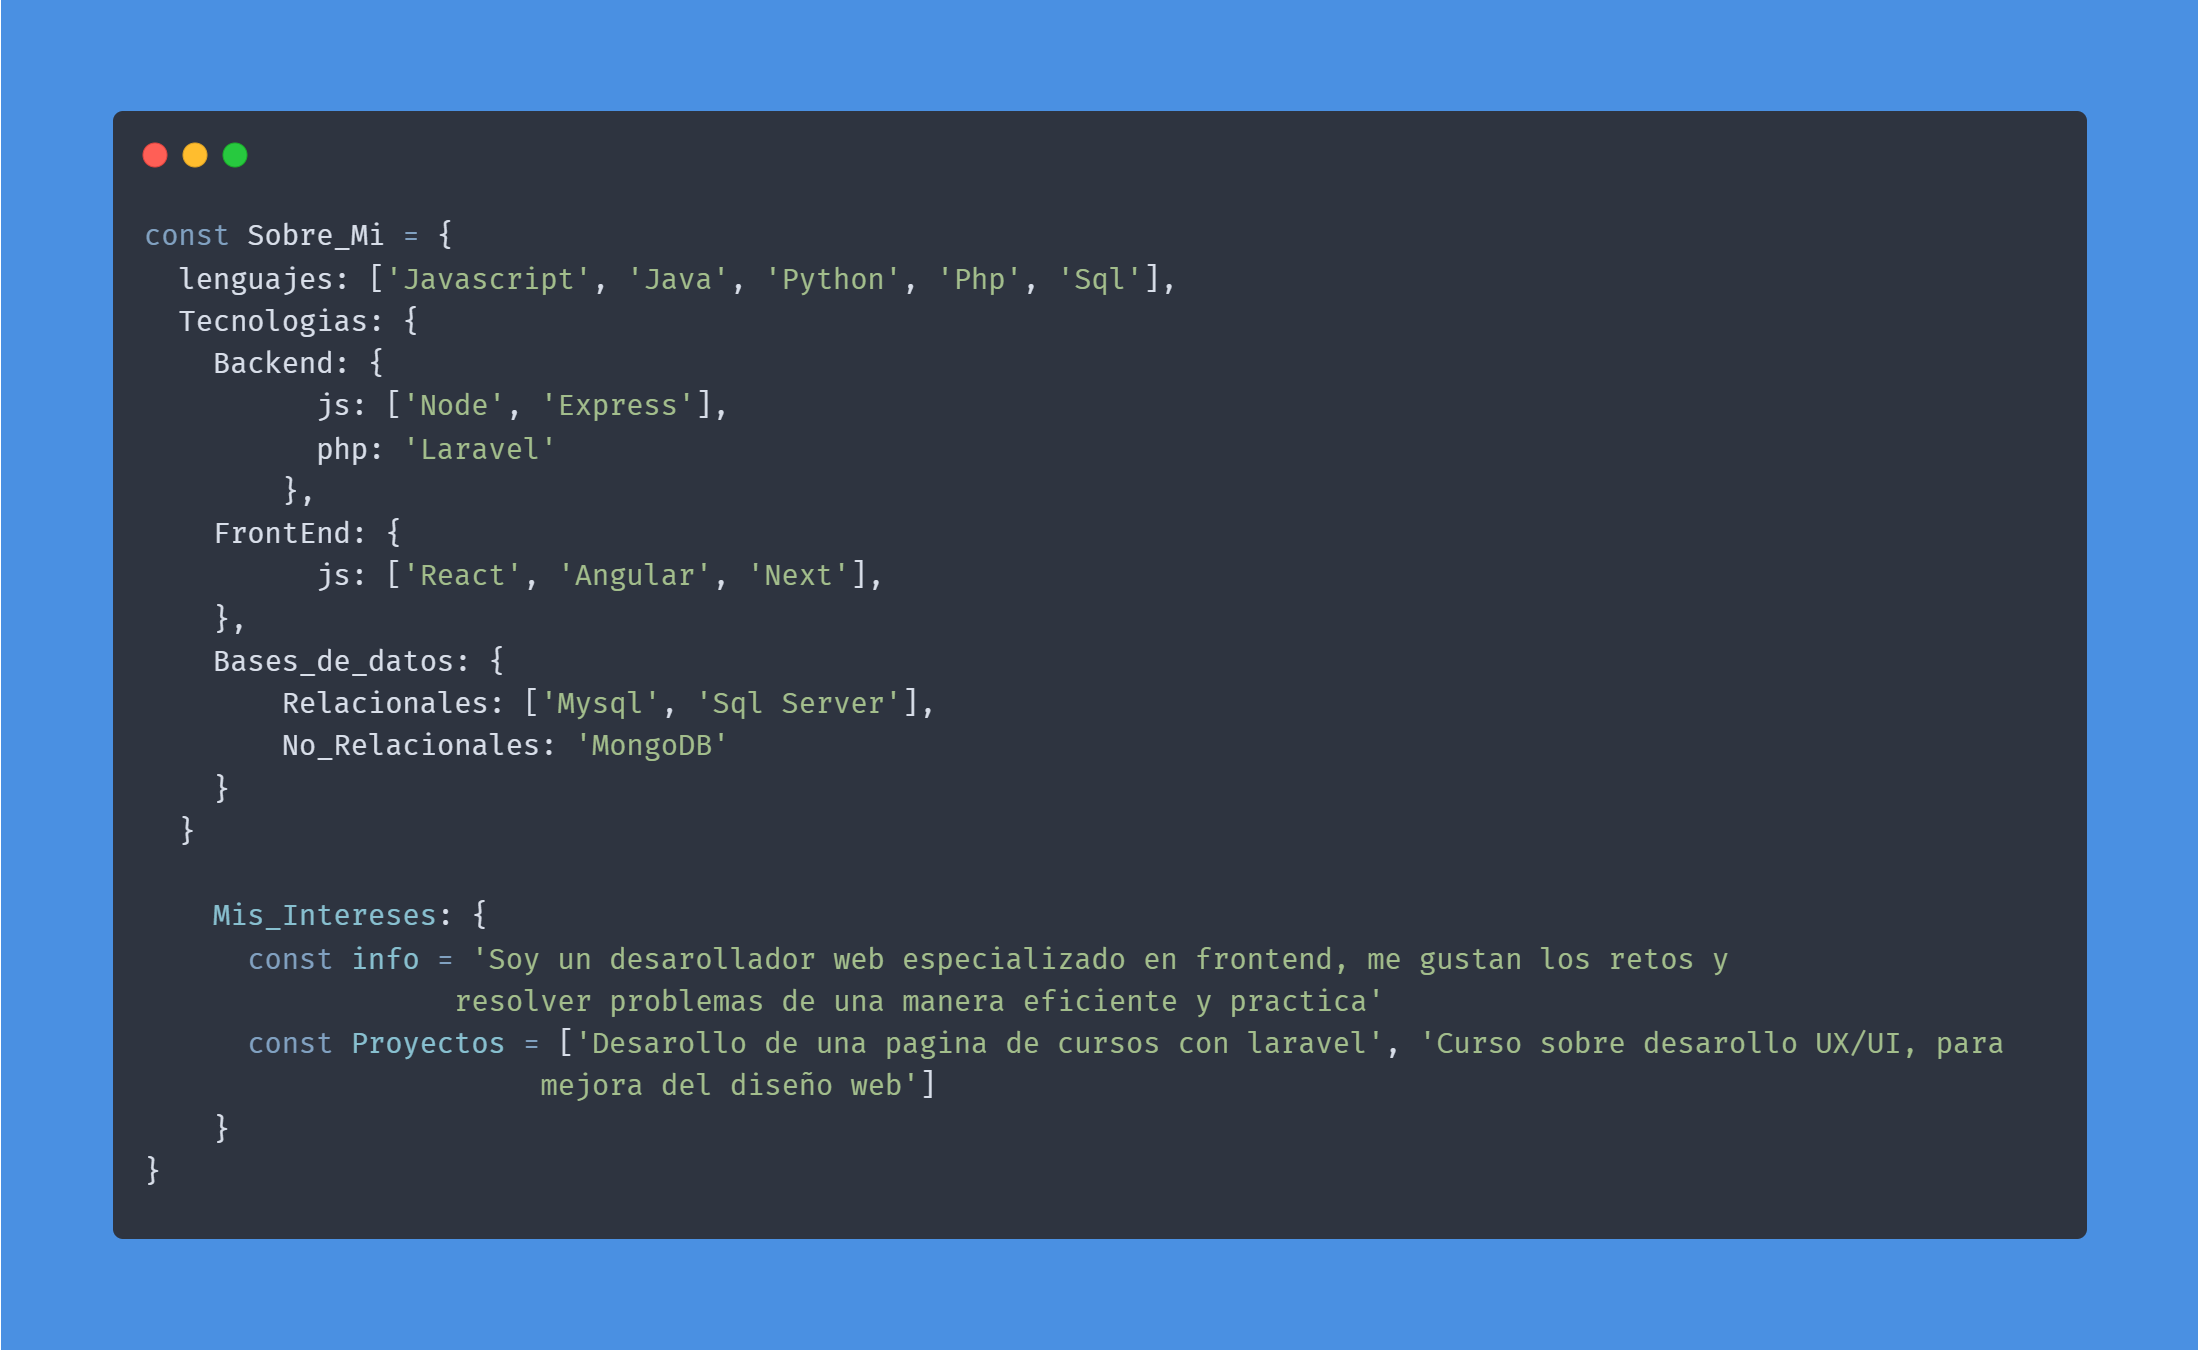 const Sobre_Mi = {
  lenguajes: ['Javascript', 'Java', 'Python', 'Php', 'Sql'],
  Tecnologias: {
    Backend: {
          js: ['Node', 'Express'],
          php: 'Laravel'
        },
    FrontEnd: {
          js: ['React', 'Angular', 'Next'],
    },
    Bases_de_datos: {
        Relacionales: ['Mysql', 'Sql Server'],
        No_Relacionales: 'MongoDB'
    }
  }

    Mis_Intereses: {
      const info = 'Soy un desarollador web especializado en frontend, me gustan los retos y
                  resolver problemas de una manera eficiente y practica'
      const Proyectos = ['Desarollo de una pagina de cursos con laravel', 'Curso sobre desarollo UX/UI, para
                       mejora del diseño web']
    }
}